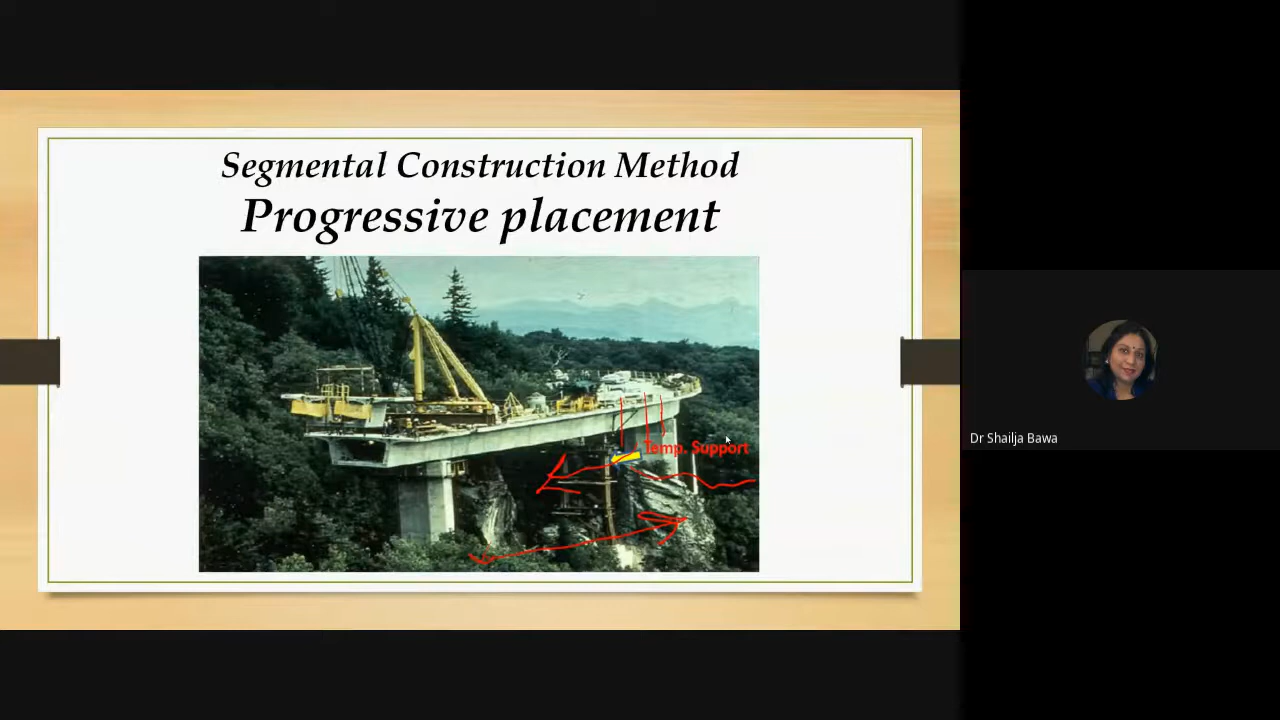 Segmental Construction Method
Progressive placement
Temp. Support
Dr Shailja Bawa